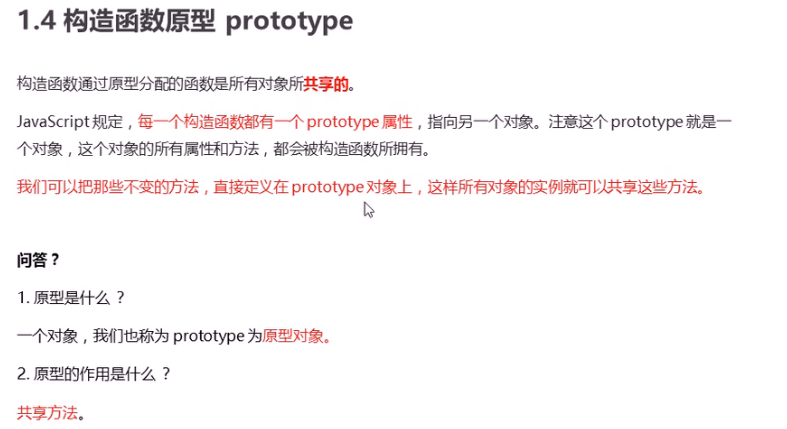 1.4 构造函数原型 prototype
构造函数通过原型分配的函数是所有对象所共享的。
JavaScript 规定，每一个构造函数都有一个 prototype 属性，指向另一个对象。注意这个 prototype 就是一
个对象，这个对象的所有属性和方法，都会被构造函数所拥有。
我们可以把那些不变的方法，直接定义在 prototype 对象上，这样所有对象的实例就可以共享这些方法。
问答？
1. 原型是什么 ？
一个对象，我们也称为 prototype 为原型对象。
2. 原型的作用是什么 ？
共享方法。